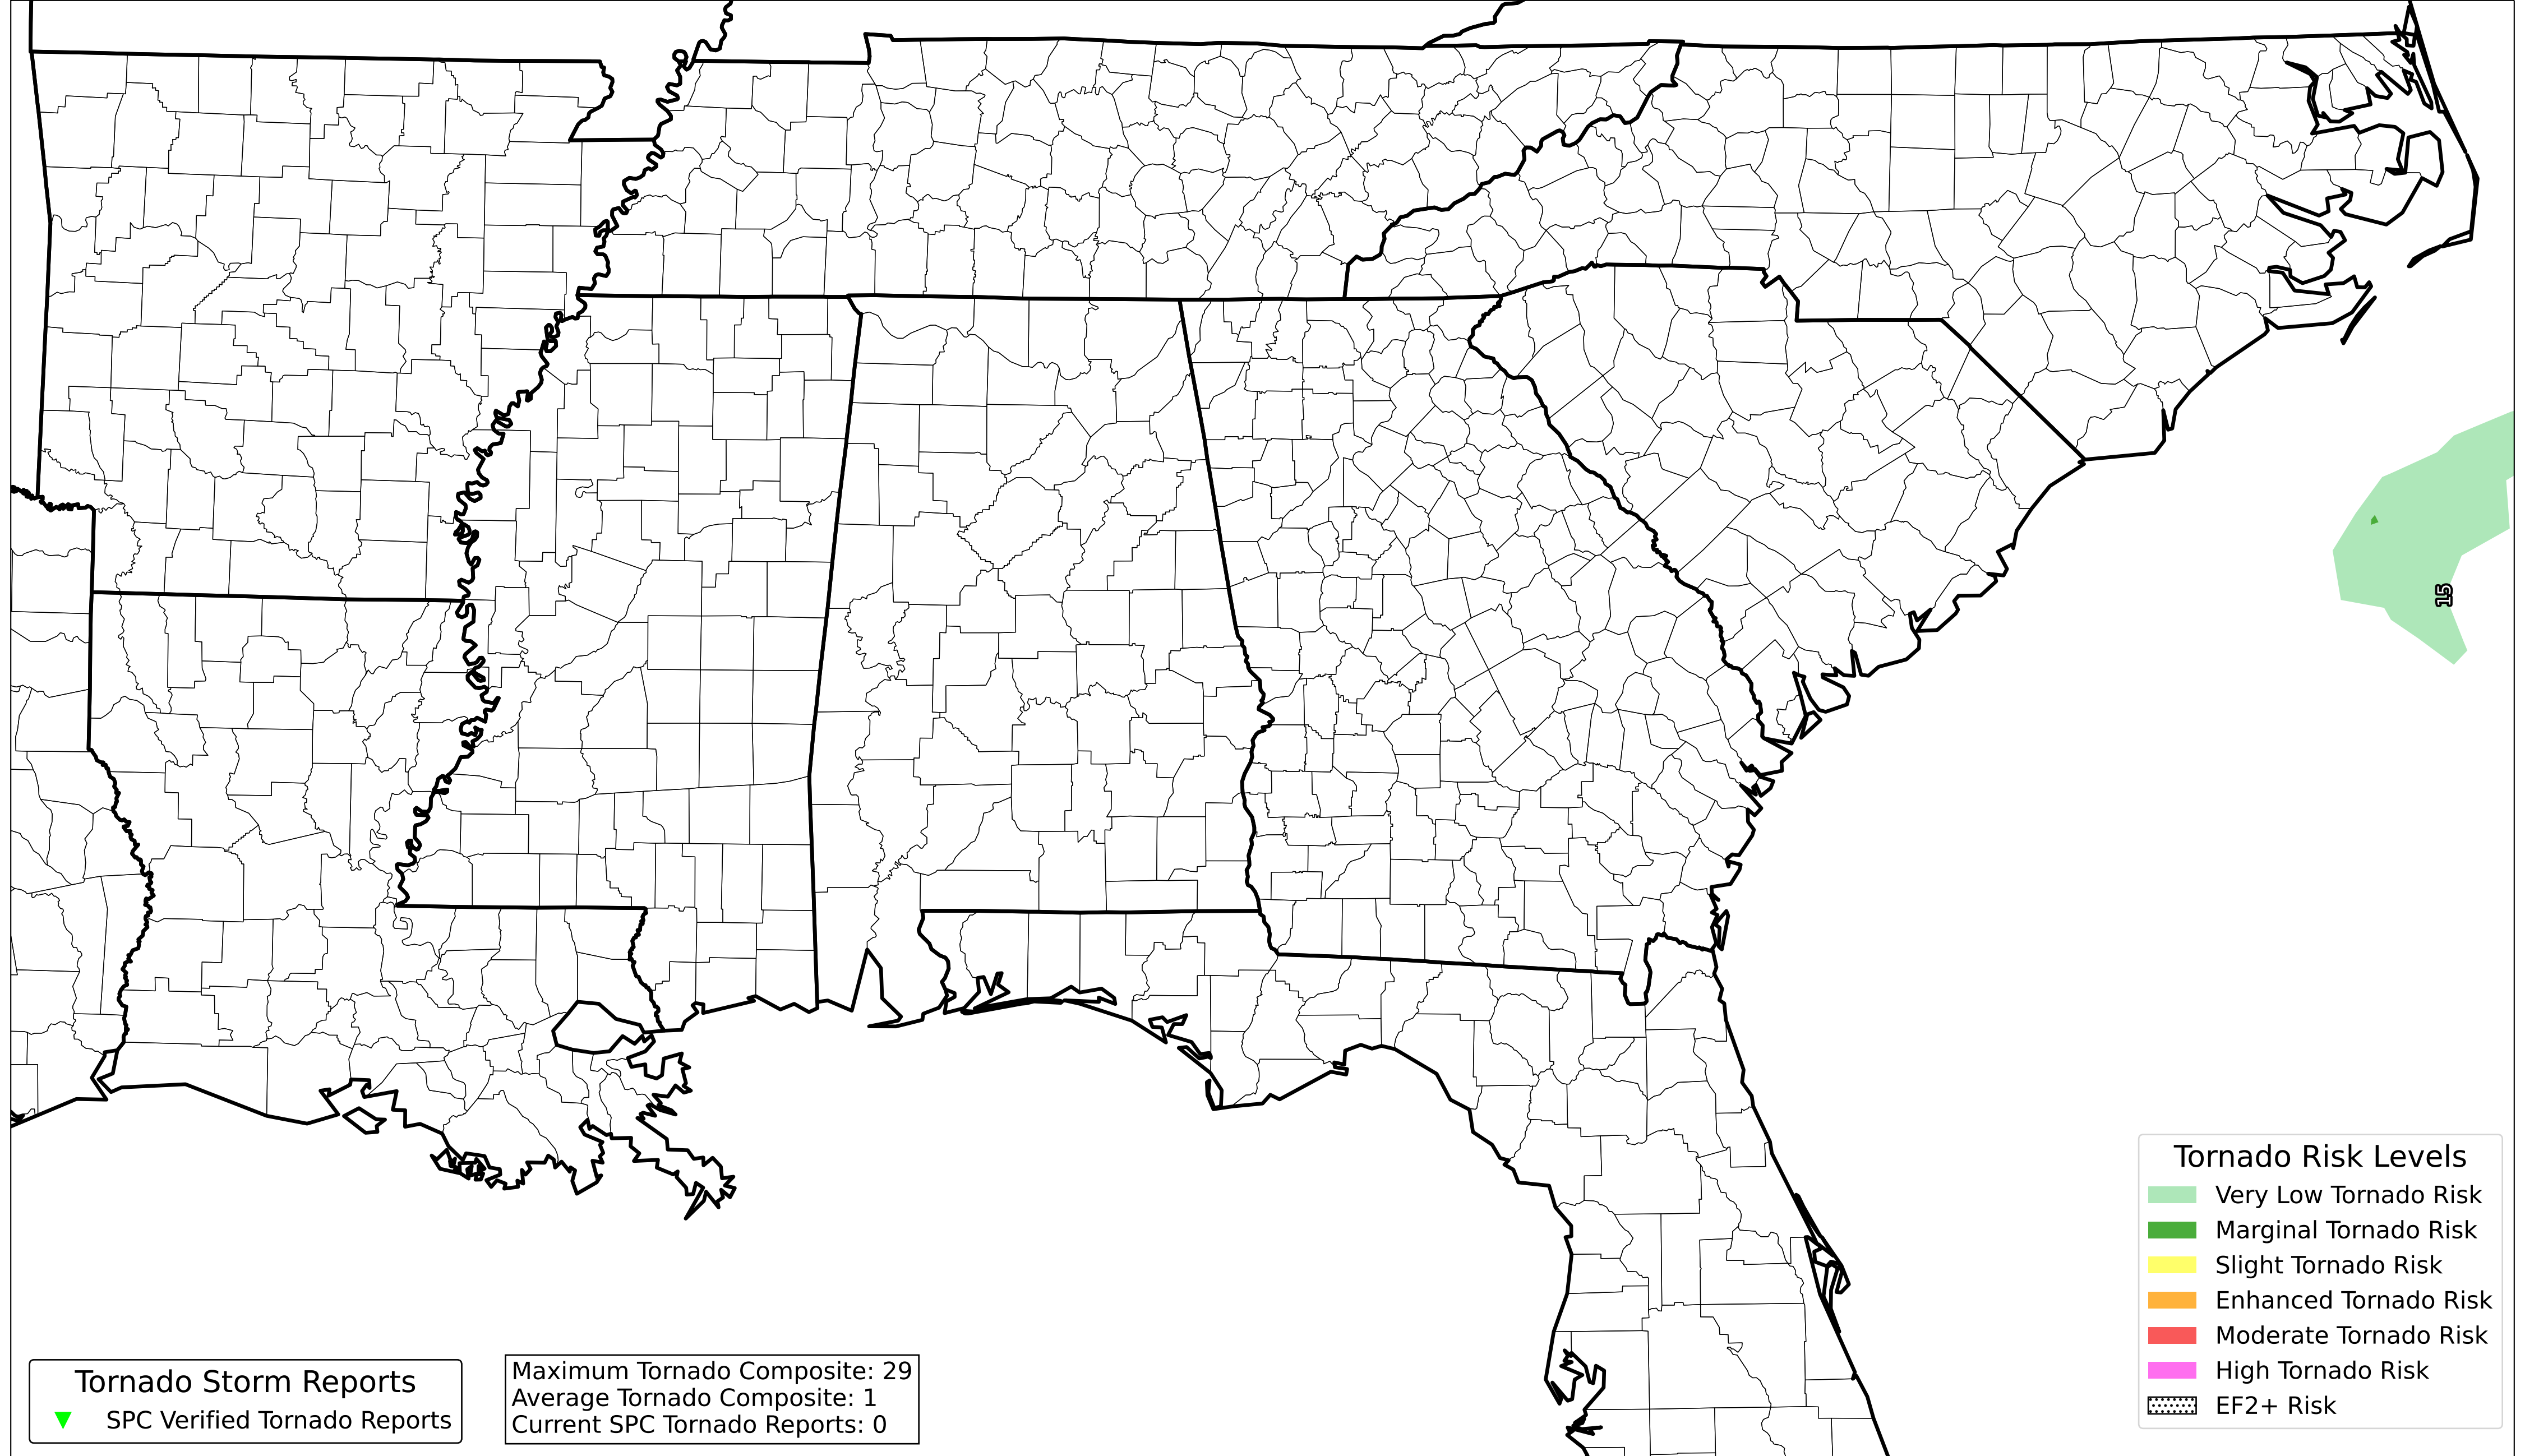 15
Tornado Risk Levels
Very Low Tornado Risk
Marginal Tornado Risk
Slight Tornado Risk
Enhanced Tornado Risk
Moderate Tornado Risk
High Tornado Risk
EF2+ Risk
Tornado Storm Reports
SPC Verified Tornado Reports
Maximum Tornado Composite: 29
Average Tornado Composite: 1
Current SPC Tornado Reports: 0